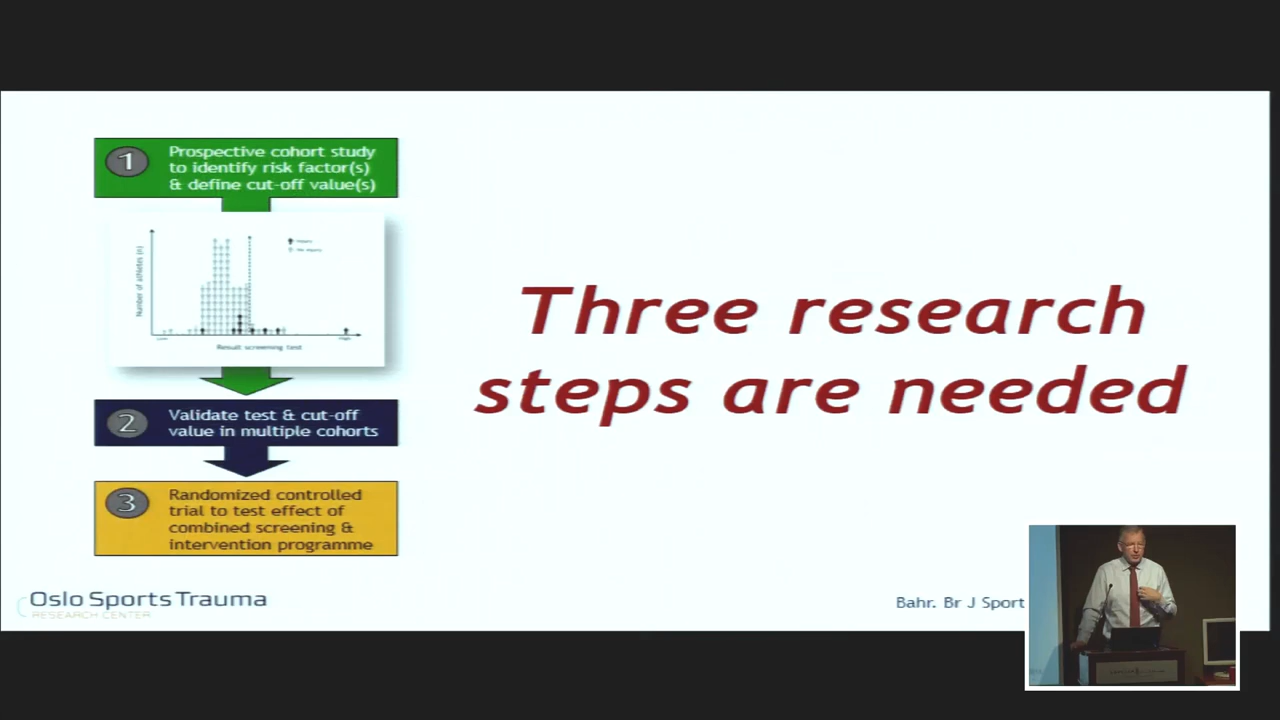 1
Prospective cohort study
to identify risk factor(s)
& define cut-off value(s)
Number of athletes (n)
Result screening test
2
Validate test & cut-off
value in multiple cohorts
3
Randomized controlled
trial to test effect of
combined screening &
intervention programme
Three research
steps are needed
Oslo Sports Trauma
RESEARCH CENTER
Bahr. Br J Sport